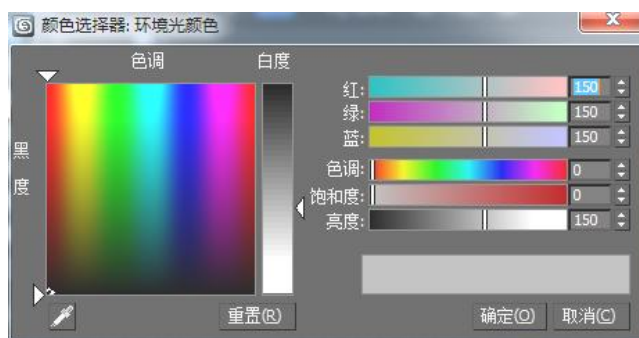 颜色选择器: 环境光颜色
色调
白度
黑度
红: 150
绿: 150
蓝: 150
色调: 0
饱和度: 0
亮度: 150
重置(R)
确定(O)
取消(C)